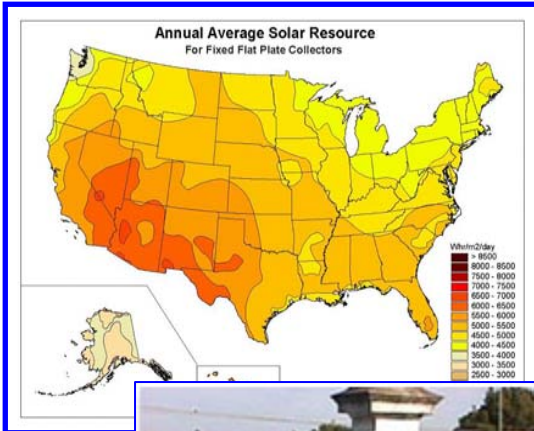 Annual Average Solar Resource
For Fixed Flat Plate Collectors
Whr/m2/day
> 8500
8000 - 8500
7500 - 8000
7000 - 7500
6500 - 7000
6000 - 6500
5500 - 6000
5000 - 5500
4500 - 5000
4000 - 4500
3500 - 4000
3000 - 3500
2500 - 3000